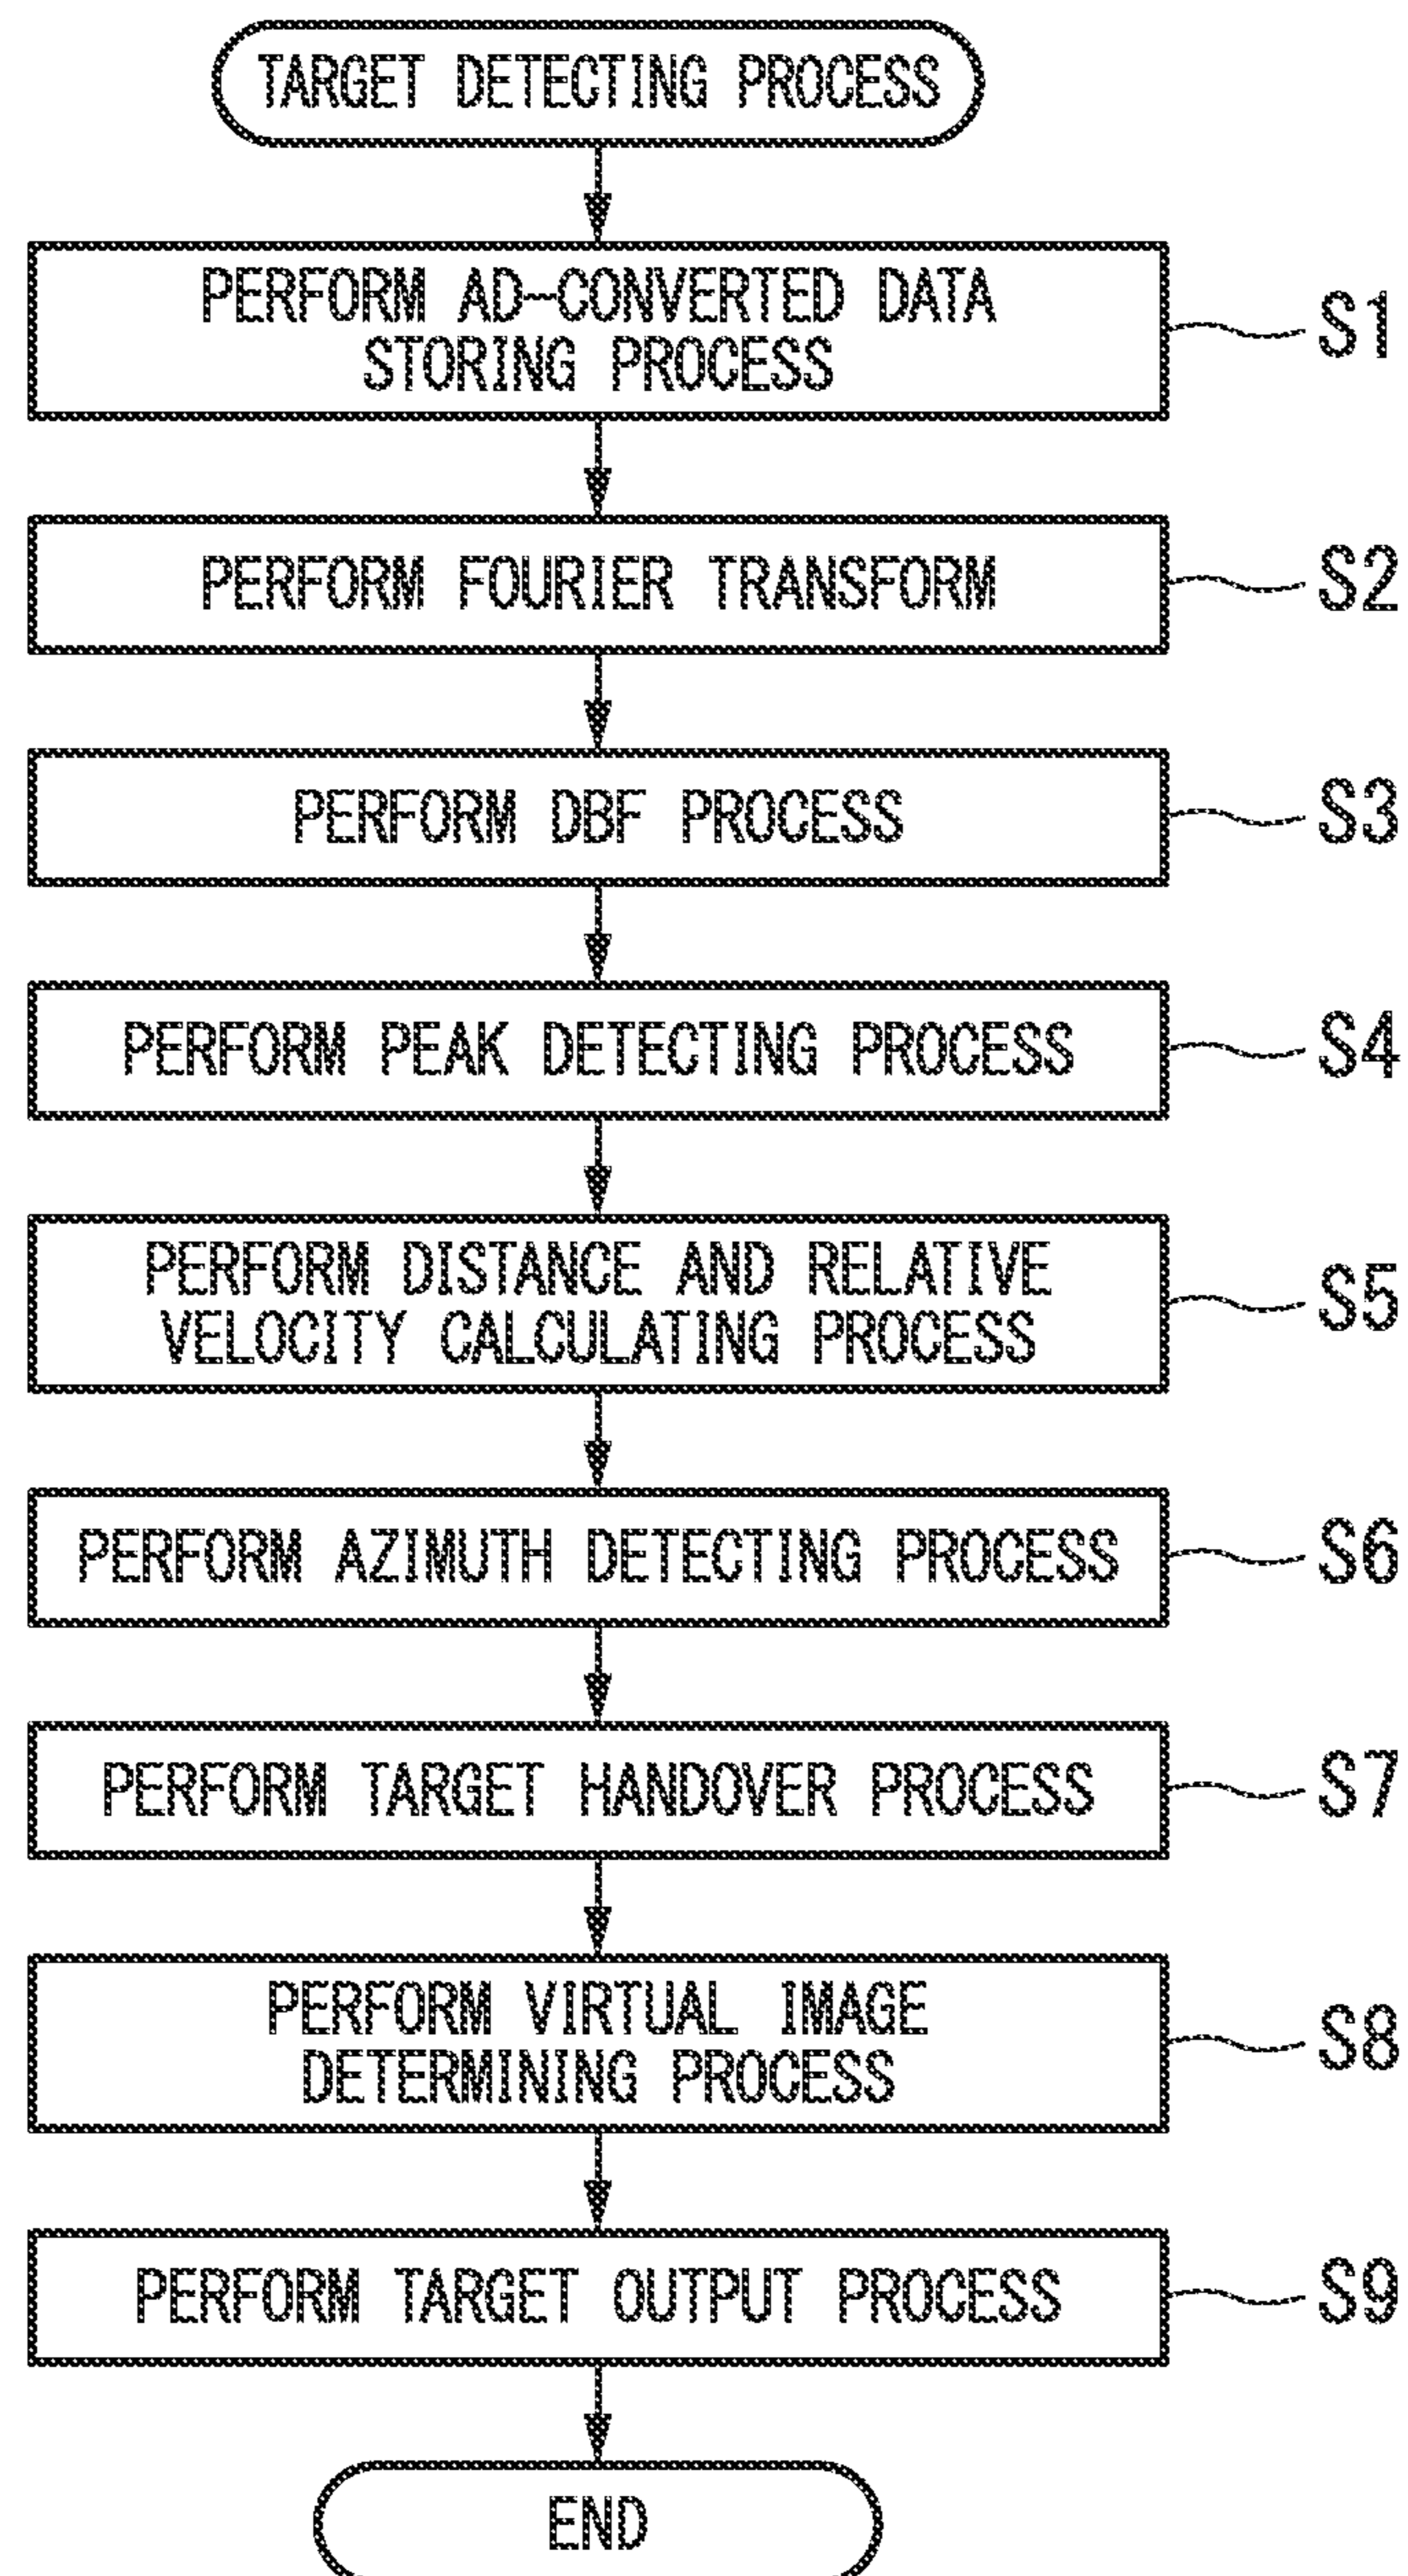 TARGET DETECTING PROCESS
PERFORM AD-CONVERTED DATA
STORING PROCESS
S1
PERFORM FOURIER TRANSFORM
S2
PERFORM DBF PROCESS
S3
PERFORM PEAK DETECTING PROCESS
S4
PERFORM DISTANCE AND RELATIVE
VELOCITY CALCULATING PROCESS
S5
PERFORM AZIMUTH DETECTING PROCESS
S6
PERFORM TARGET HANDOVER PROCESS
S7
PERFORM VIRTUAL IMAGE
DETERMINING PROCESS
S8
PERFORM TARGET OUTPUT PROCESS
S9
END